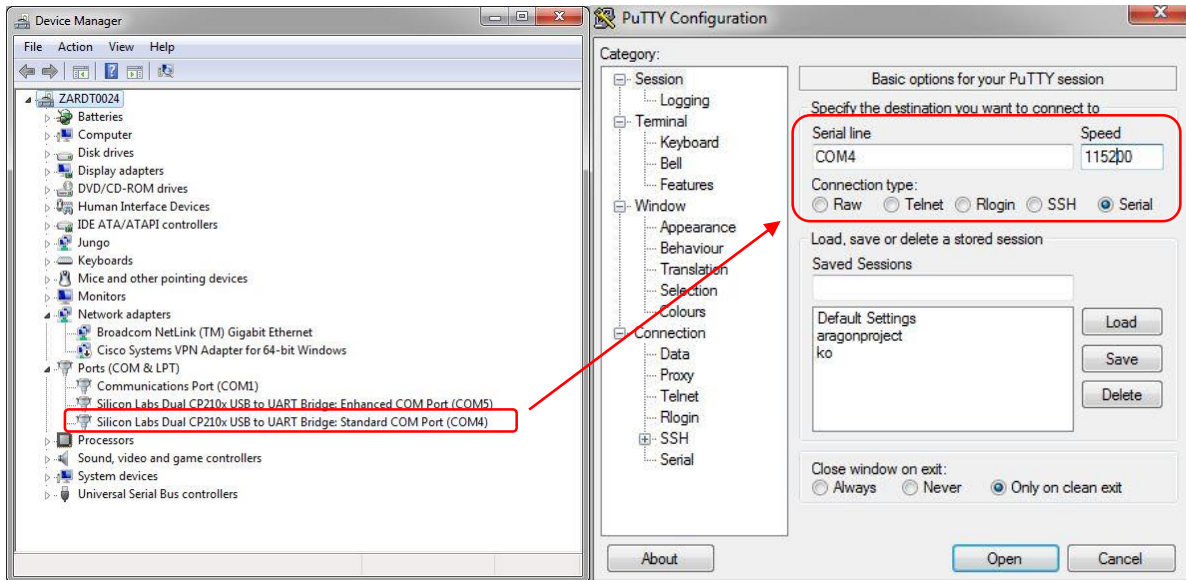 Device Manager
File Action View Help
ZARDT0024
Batteries
Computer
Disk drives
Display adapters
DVD/CD-ROM drives
Human Interface Devices
IDE ATA/ATAPI controllers
Jungo
Keyboards
Mice and other pointing devices
Monitors
Network adapters
Broadcom NetLink (TM) Gigabit Ethernet
Cisco Systems VPN Adapter for 64-bit Windows
Ports (COM & LPT)
Communications Port (COM1)
Silicon Labs Dual CP210x USB to UART Bridge: Enhanced COM Port (COM5)
Silicon Labs Dual CP210x USB to UART Bridge: Standard COM Port (COM4)
Processors
Sound, video and game controllers
System devices
Universal Serial Bus controllers
PuTTY Configuration
Category:
Session
Logging
Terminal
Keyboard
Bell
Features
Window
Appearance
Behaviour
Translation
Selection
Colours
Connection
Data
Proxy
Telnet
Rlogin
SSH
Serial
Basic options for your PuTTY session
Specify the destination you want to connect to
Serial line Speed
COM4 115200
Connection type:
Raw Telnet Rlogin SSH Serial
Load, save or delete a stored session
Saved Sessions
Default Settings
aragonproject
ko
Load
Save
Delete
Close window on exit:
Always Never Only on clean exit
About Open Cancel